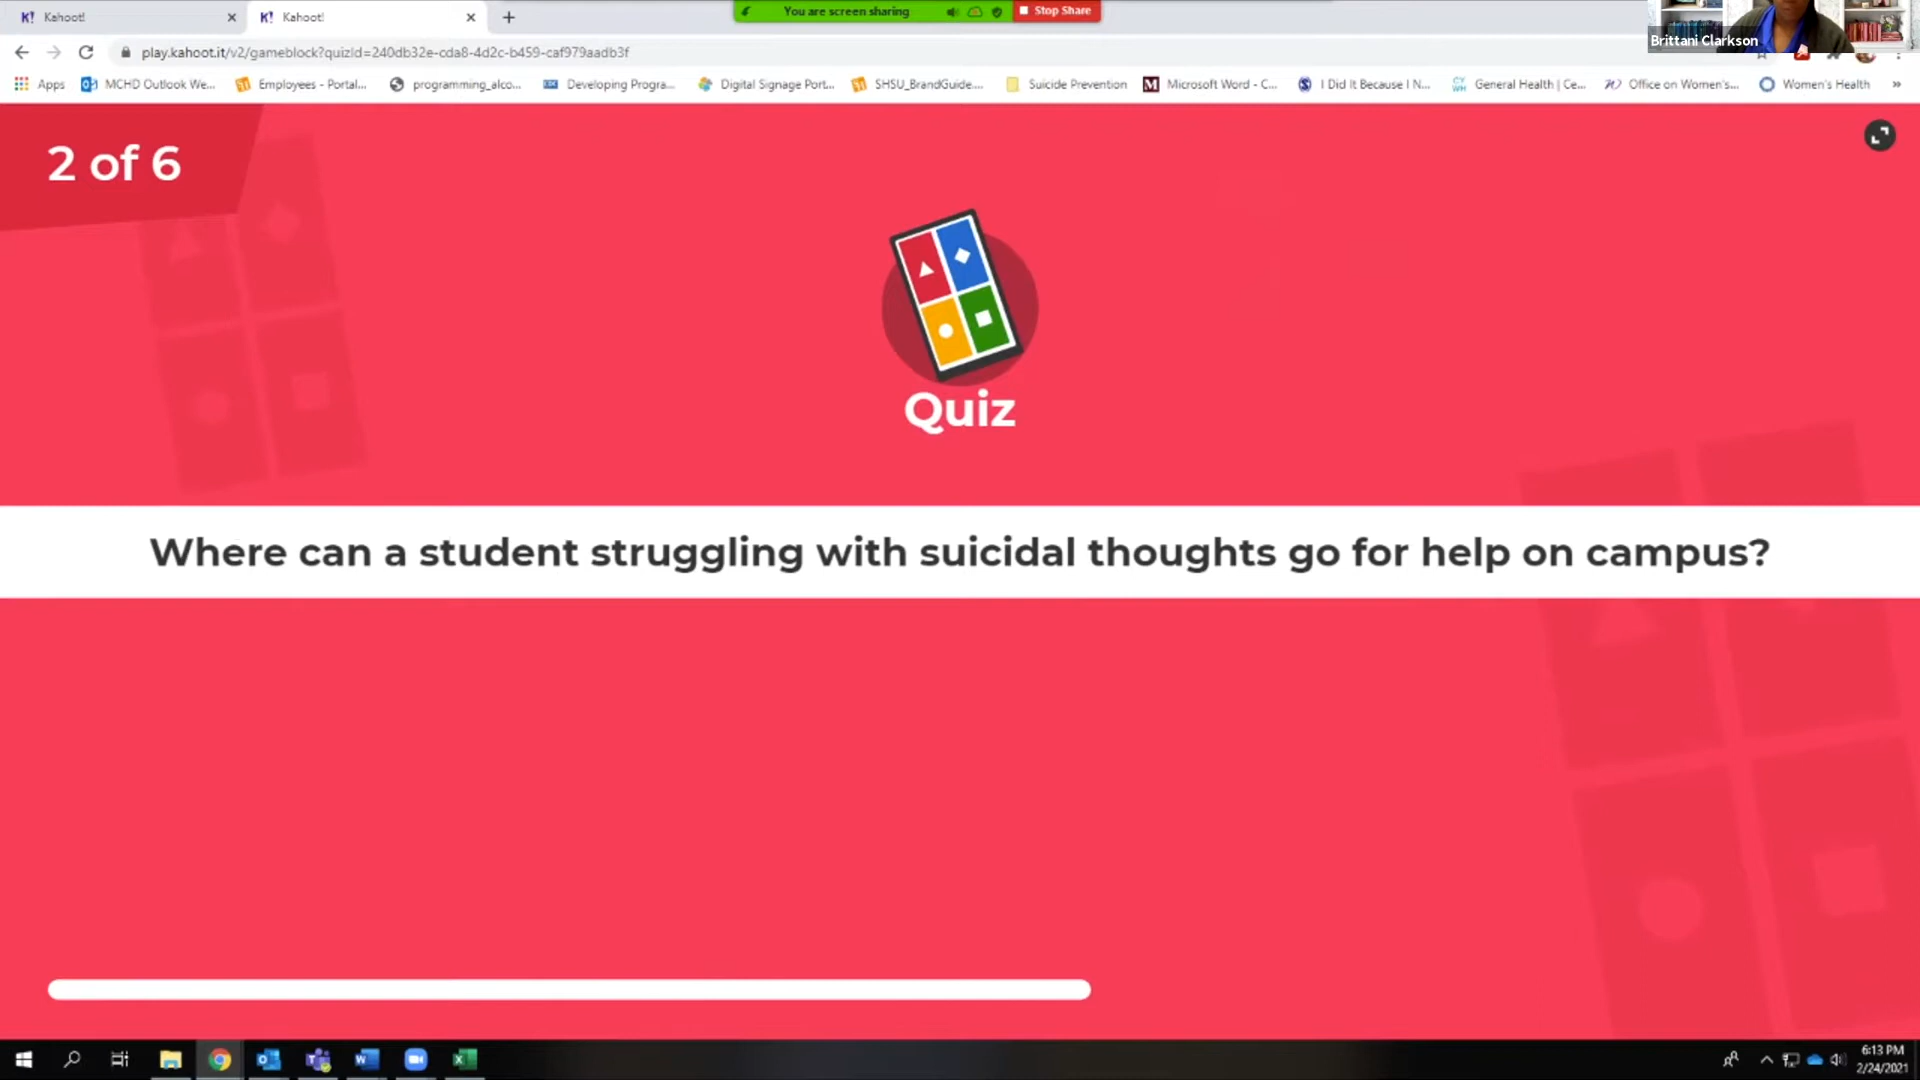 K! Kahoot!
K! Kahoot!
You are screen sharing
Stop Share
Brittani Clarkson
play.kahoot.it/v2/gameblock?quizId=240db32e-cda8-4d2c-b459-caf979aadb3f
Apps
MCHD Outlook We...
Employees - Portal...
programming_alco...
Developing Progra...
Digital Signage Port...
SHSU_BrandGuide....
Suicide Prevention
Microsoft Word - C...
I Did It Because I N...
General Health | Ce...
Office on Women's...
Women's Health
2 of 6
Quiz
Where can a student struggling with suicidal thoughts go for help on campus?
6:13 PM
2/24/2021